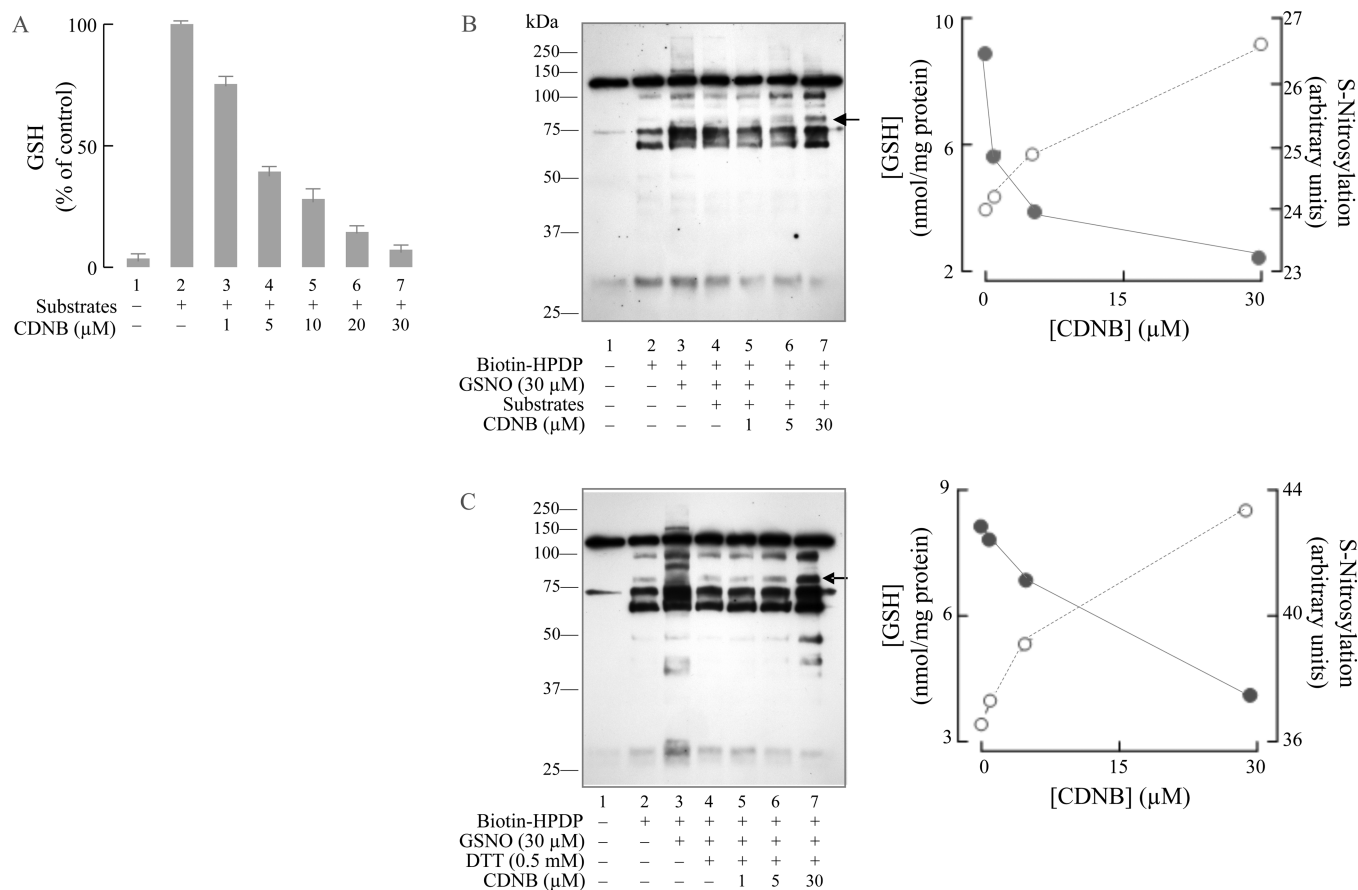 A
GSH
(% of control)
100
50
0
1 2 3 4 5 6 7
Substrates – + + + + + +
CDNB (µM) – – 1 5 10 20 30
B
kDa
250
150
100
75
50
37
25
1 2 3 4 5 6 7
Biotin-HPDP – + + + + + +
GSNO (30 µM) – – + + + + +
Substrates – – – + + + +
CDNB (µM) – – – – 1 5 30
[GSH]
(nmol/mg protein)
10
6
2
27
26
25
24
23
S-Nitrosylation
(arbitrary units)
0 15 30
[CDNB] (µM)
C
250
150
100
75
50
37
25
1 2 3 4 5 6 7
Biotin-HPDP – + + + + + +
GSNO (30 µM) – – + + + + +
DTT (0.5 mM) – – – + + + +
CDNB (µM) – – – – 1 5 30
[GSH]
(nmol/mg protein)
9
6
3
44
40
36
S-Nitrosylation
(arbitrary units)
0 15 30
[CDNB] (µM)